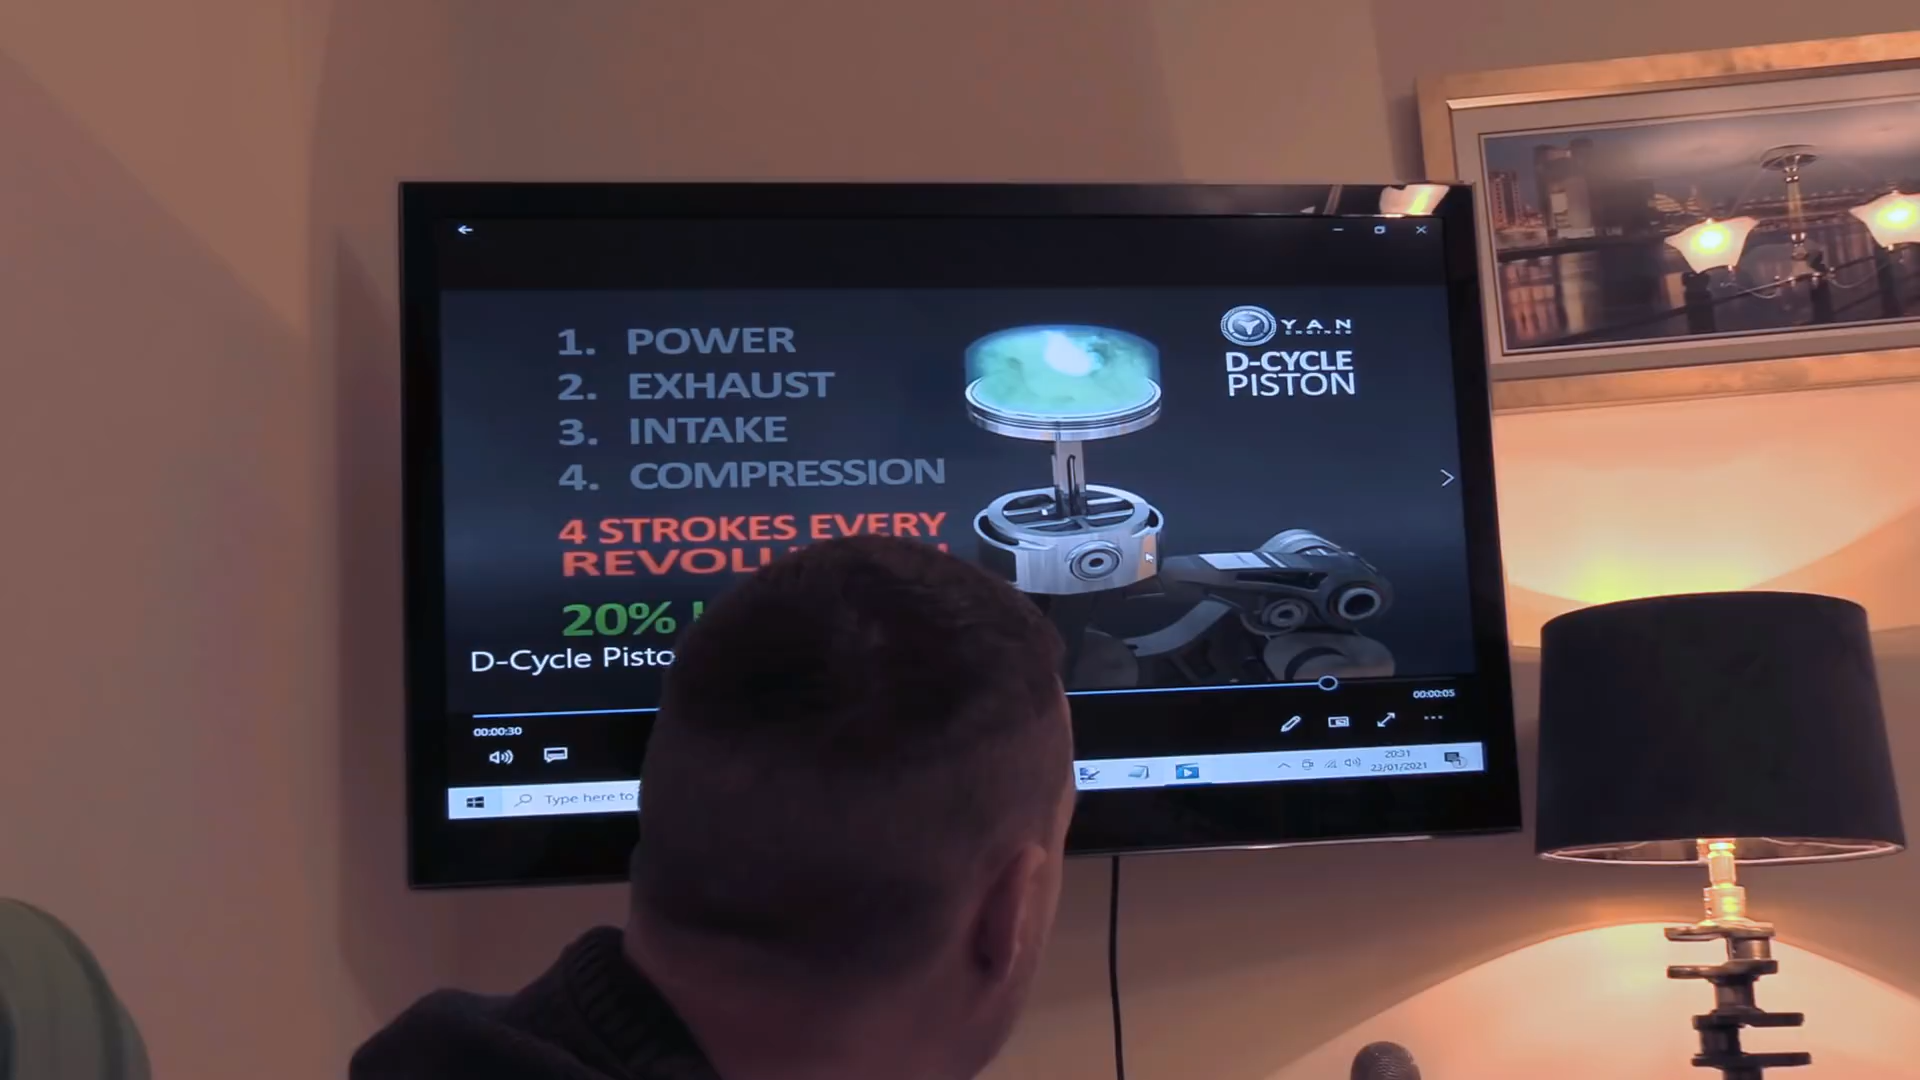 1. POWER
2. EXHAUST
3. INTAKE
4. COMPRESSION
4 STROKES EVERY
20%
Y.A.N
ENGINES
D-CYCLE
PISTON
D-Cycle
00:00:30
00:00:05
Type here to
20:31
23/01/2021